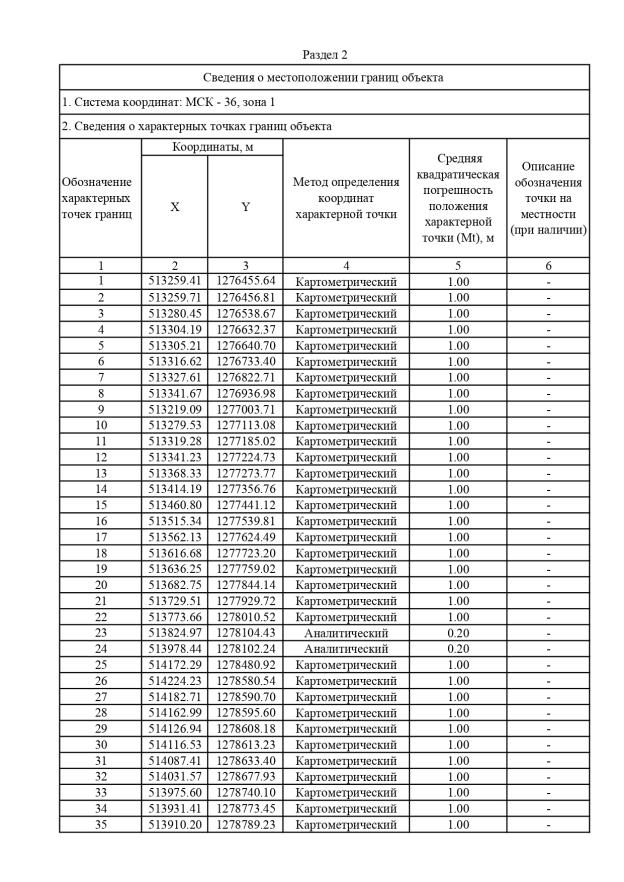 Раздел 2
Сведения о местоположении границ объекта
1. Система координат: МСК - 36, зона 1
2. Сведения о характерных точках границ объекта
Обозначение
характерных
точек границ
Координаты, м
X
Y
Метод определения
координат
характерной точки
Средняя
квадратическая
погрешность
положения
характерной
точки (Mt), м
Описание
обозначения
точки на
местности
(при наличии)
1 2 3 4 5 6
1 513259.41 1276455.64 Картометрический 1.00 -
2 513259.71 1276456.81 Картометрический 1.00 -
3 513280.45 1276538.67 Картометрический 1.00 -
4 513304.19 1276632.37 Картометрический 1.00 -
5 513305.21 1276640.70 Картометрический 1.00 -
6 513316.62 1276733.40 Картометрический 1.00 -
7 513327.61 1276822.71 Картометрический 1.00 -
8 513341.67 1276936.98 Картометрический 1.00 -
9 513219.09 1277003.71 Картометрический 1.00 -
10 513279.53 1277113.08 Картометрический 1.00 -
11 513319.28 1277185.02 Картометрический 1.00 -
12 513341.23 1277224.73 Картометрический 1.00 -
13 513368.33 1277273.77 Картометрический 1.00 -
14 513414.19 1277356.76 Картометрический 1.00 -
15 513460.80 1277441.12 Картометрический 1.00 -
16 513515.34 1277539.81 Картометрический 1.00 -
17 513562.13 1277624.49 Картометрический 1.00 -
18 513616.68 1277723.20 Картометрический 1.00 -
19 513636.25 1277759.02 Картометрический 1.00 -
20 513682.75 1277844.14 Картометрический 1.00 -
21 513729.51 1277929.72 Картометрический 1.00 -
22 513773.66 1278010.52 Картометрический 1.00 -
23 513824.97 1278104.43 Аналитический 0.20 -
24 513978.44 1278102.24 Аналитический 0.20 -
25 514172.29 1278480.92 Картометрический 1.00 -
26 514224.23 1278580.54 Картометрический 1.00 -
27 514182.71 1278590.70 Картометрический 1.00 -
28 514162.99 1278595.60 Картометрический 1.00 -
29 514126.94 1278608.18 Картометрический 1.00 -
30 514116.53 1278613.23 Картометрический 1.00 -
31 514087.41 1278633.40 Картометрический 1.00 -
32 514031.57 1278677.93 Картометрический 1.00 -
33 513975.60 1278740.10 Картометрический 1.00 -
34 513931.41 1278773.45 Картометрический 1.00 -
35 513910.20 1278789.23 Картометрический 1.00 -